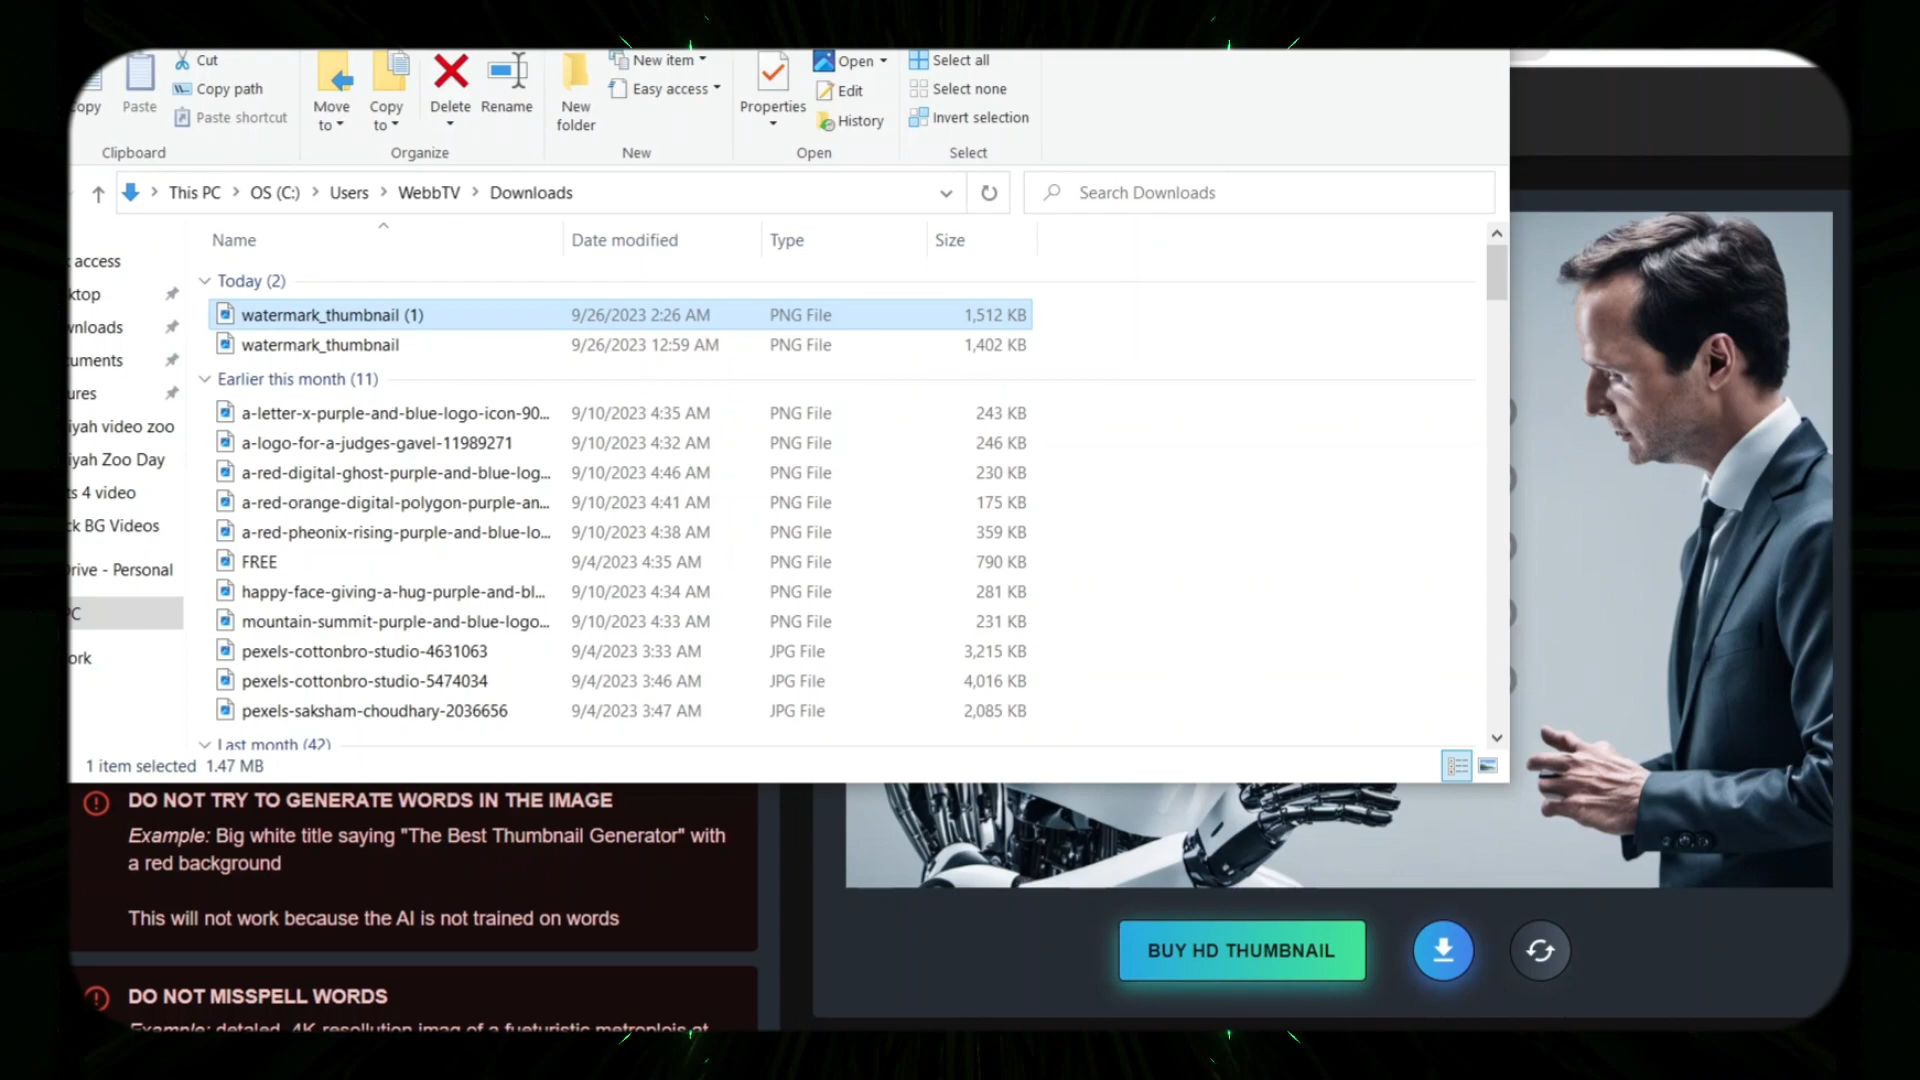 Cut
Copy path
Paste shortcut
opy
Paste
Clipboard
Move to
Copy to
Delete
Rename
Organize
New folder
New item
Easy access
New
Properties
Open
Edit
History
Open
Select all
Select none
Invert selection
Select
This PC > OS (C:) > Users > WebbTV > Downloads
Search Downloads
Name Date modified Type Size
access
ktop
wnloads
uments
ures
iyah video zoo
iyah Zoo Day
ts 4 video
ck BG Videos
Drive - Personal
PC
ork
Today (2)
watermark_thumbnail (1) 9/26/2023 2:26 AM PNG File 1,512 KB
watermark_thumbnail 9/26/2023 12:59 AM PNG File 1,402 KB
Earlier this month (11)
a-letter-x-purple-and-blue-logo-icon-90... 9/10/2023 4:35 AM PNG File 243 KB
a-logo-for-a-judges-gavel-11989271 9/10/2023 4:32 AM PNG File 246 KB
a-red-digital-ghost-purple-and-blue-log... 9/10/2023 4:46 AM PNG File 230 KB
a-red-orange-digital-polygon-purple-an... 9/10/2023 4:41 AM PNG File 175 KB
a-red-pheonix-rising-purple-and-blue-lo... 9/10/2023 4:38 AM PNG File 359 KB
FREE 9/4/2023 4:35 AM PNG File 790 KB
happy-face-giving-a-hug-purple-and-bl... 9/10/2023 4:34 AM PNG File 281 KB
mountain-summit-purple-and-blue-logo... 9/10/2023 4:33 AM PNG File 231 KB
pexels-cottonbro-studio-4631063 9/4/2023 3:33 AM JPG File 3,215 KB
pexels-cottonbro-studio-5474034 9/4/2023 3:46 AM JPG File 4,016 KB
pexels-saksham-choudhary-2036656 9/4/2023 3:47 AM JPG File 2,085 KB
Last month (42)
1 item selected 1.47 MB
DO NOT TRY TO GENERATE WORDS IN THE IMAGE
Example: Big white title saying "The Best Thumbnail Generator" with
a red background
This will not work because the AI is not trained on words
DO NOT MISSPELL WORDS
Example: detaled, 4K resollution imag of a fueturistic metroplois at
BUY HD THUMBNAIL